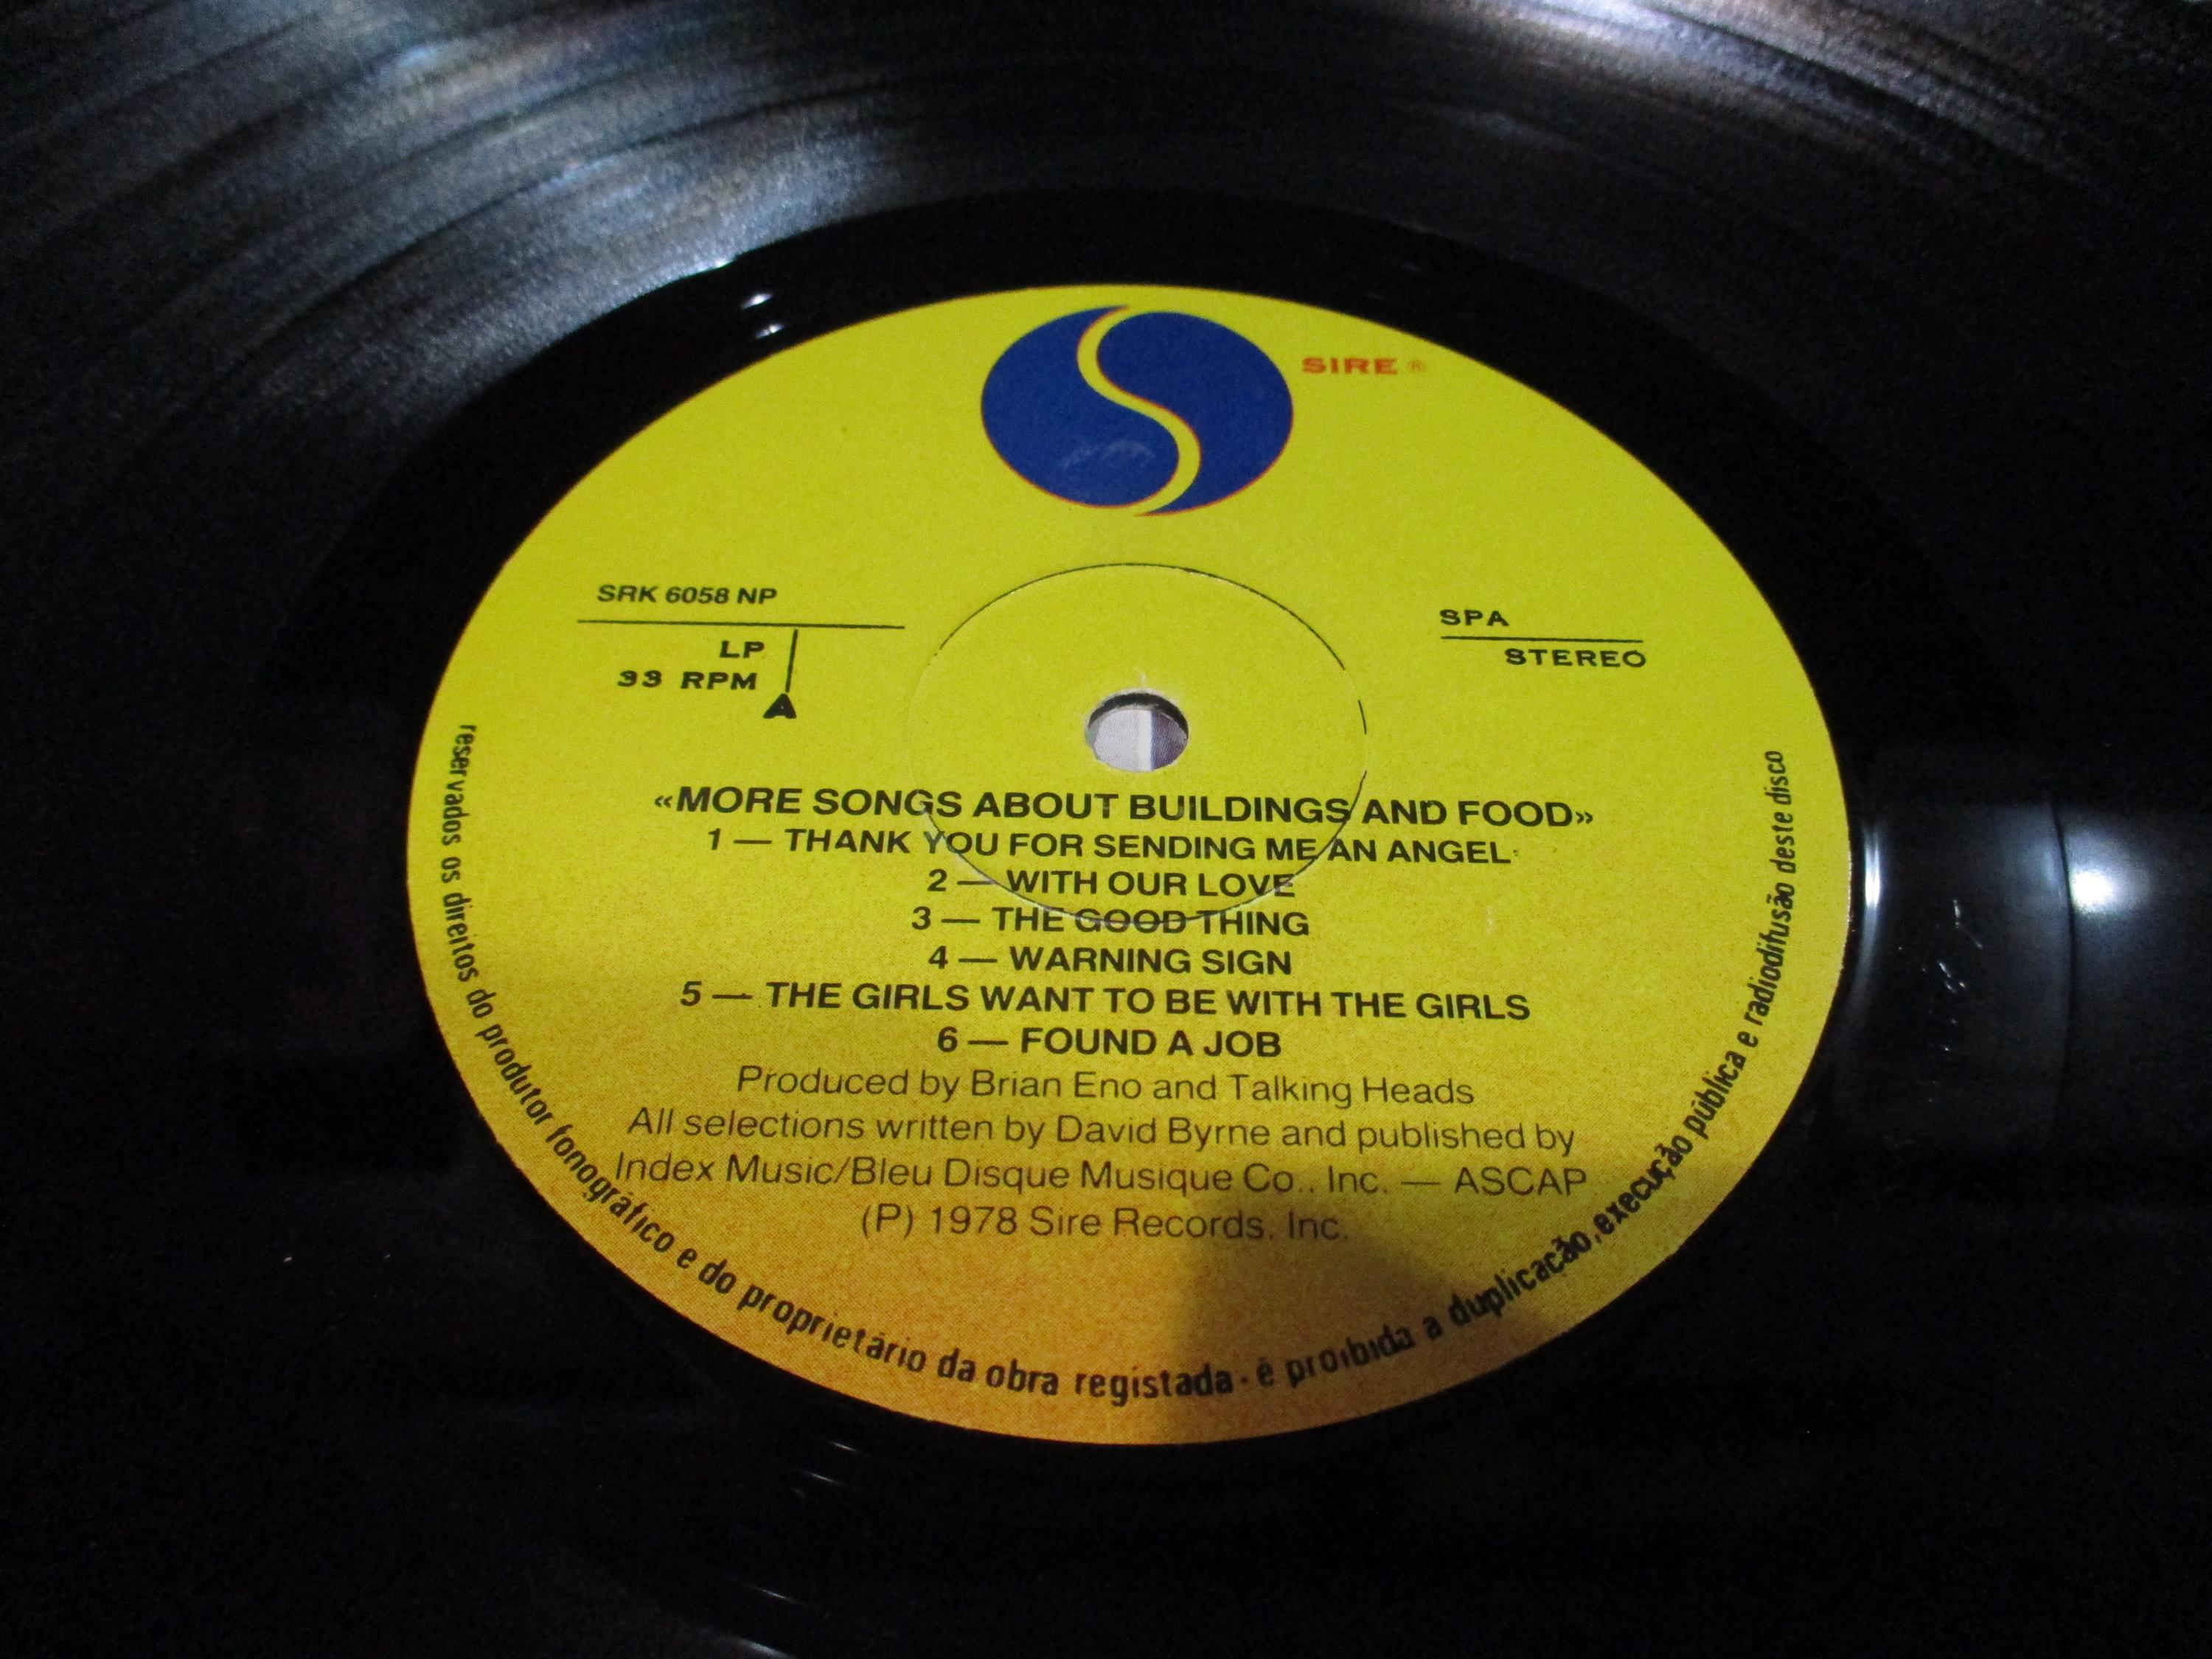 SIRE ®
SRK 6058 NP
LP
33 RPM
A
SPA
STEREO
«MORE SONGS ABOUT BUILDINGS AND FOOD»
1 — THANK YOU FOR SENDING ME AN ANGEL
2 — WITH OUR LOVE
3 — THE GOOD THING
4 — WARNING SIGN
5 — THE GIRLS WANT TO BE WITH THE GIRLS
6 — FOUND A JOB
Produced by Brian Eno and Talking Heads
All selections written by David Byrne and published by
Index Music/Bleu Disque Musique Co., Inc. — ASCAP
(P) 1978 Sire Records, Inc.
reservados os direitos do produtor fonográfico e do proprietário da obra registada · é proibida a duplicação, execução pública e radiodifusão deste disco